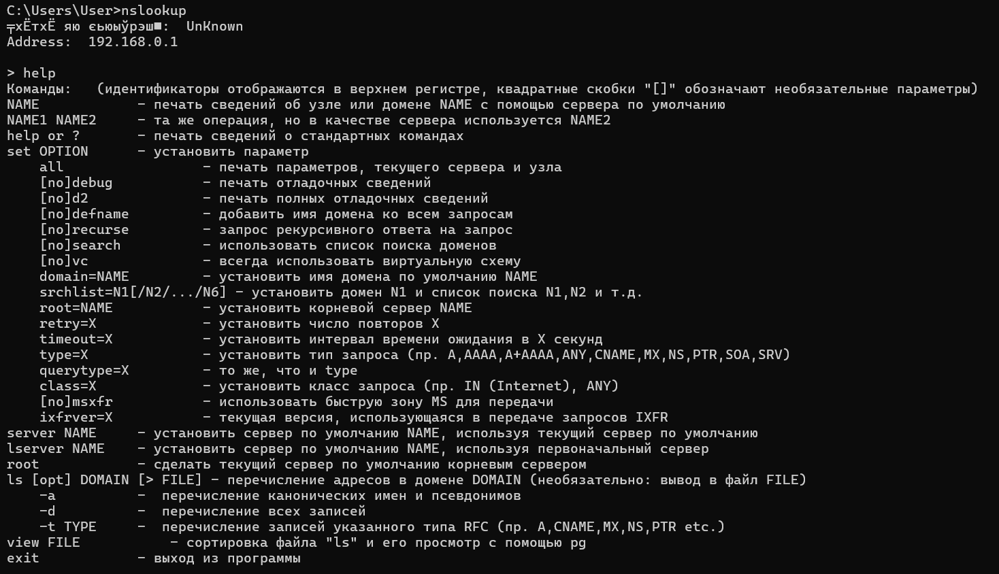 C:\Users\User>nslookup
╤хЁтхЁ яю єьюыўрэш■:  UnKnown
Address:  192.168.0.1

> help
Команды:   (идентификаторы отображаются в верхнем регистре, квадратные скобки "[]" обозначают необязательные параметры)
NAME            - печать сведений об узле или домене NAME с помощью сервера по умолчанию
NAME1 NAME2     - та же операция, но в качестве сервера используется NAME2
help or ?       - печать сведений о стандартных командах
set OPTION      - установить параметр
    all                 - печать параметров, текущего сервера и узла
    [no]debug           - печать отладочных сведений
    [no]d2              - печать полных отладочных сведений
    [no]defname         - добавить имя домена ко всем запросам
    [no]recurse         - запрос рекурсивного ответа на запрос
    [no]search          - использовать список поиска доменов
    [no]vc              - всегда использовать виртуальную схему
    domain=NAME         - установить имя домена по умолчанию NAME
    srchlist=N1[/N2/.../N6] - установить домен N1 и список поиска N1,N2 и т.д.
    root=NAME           - установить корневой сервер NAME
    retry=X             - установить число повторов X
    timeout=X           - установить интервал времени ожидания в X секунд
    type=X              - установить тип запроса (пр. A,AAAA,A+AAAA,ANY,CNAME,MX,NS,PTR,SOA,SRV)
    querytype=X         - то же, что и type
    class=X             - установить класс запроса (пр. IN (Internet), ANY)
    [no]msxfr           - использовать быструю зону MS для передачи
    ixfrver=X           - текущая версия, использующаяся в передаче запросов IXFR
server NAME     - установить сервер по умолчанию NAME, используя текущий сервер по умолчанию
lserver NAME    - установить сервер по умолчанию NAME, используя первоначальный сервер
root            - сделать текущий сервер по умолчанию корневым сервером
ls [opt] DOMAIN [> FILE] - перечисление адресов в домене DOMAIN (необязательно: вывод в файл FILE)
    -a          -  перечисление канонических имен и псевдонимов
    -d          -  перечисление всех записей
    -t TYPE     -  перечисление записей указанного типа RFC (пр. A,CNAME,MX,NS,PTR etc.)
view FILE           - сортировка файла "ls" и его просмотр с помощью pg
exit            - выход из программы